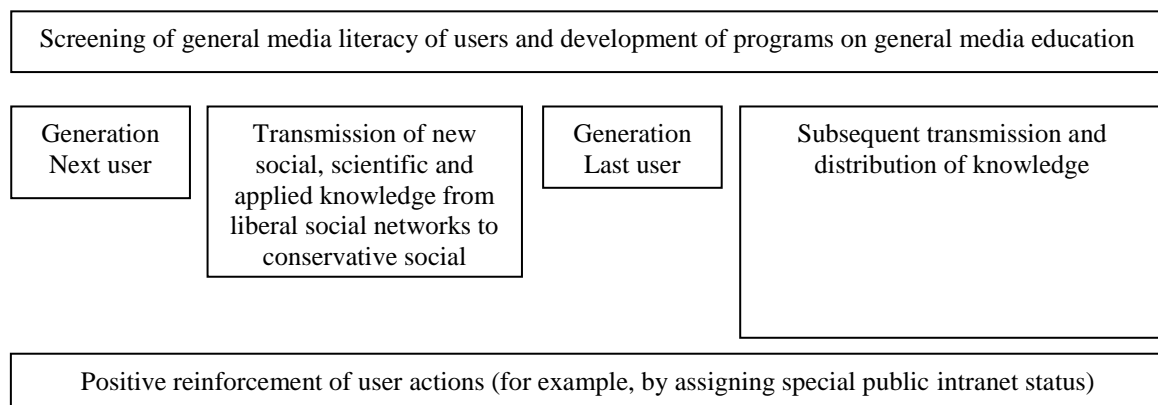 Screening of general media literacy of users and development of programs on general media education
Generation
Next user
Transmission of new
social, scientific and
applied knowledge from
liberal social networks to
conservative social
Generation
Last user
Subsequent transmission and
distribution of knowledge
Positive reinforcement of user actions (for example, by assigning special public intranet status)